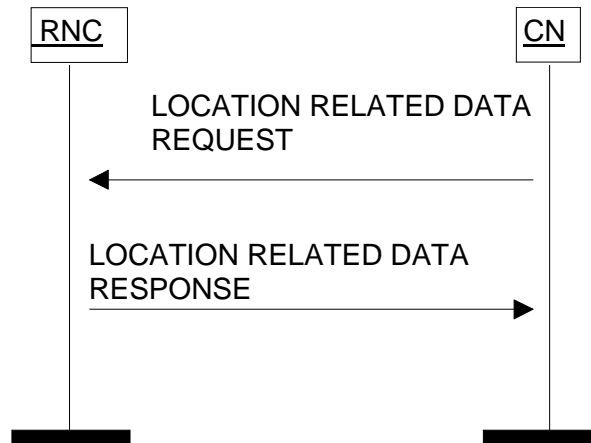 RNC
CN
LOCATION RELATED DATA
REQUEST
LOCATION RELATED DATA
RESPONSE